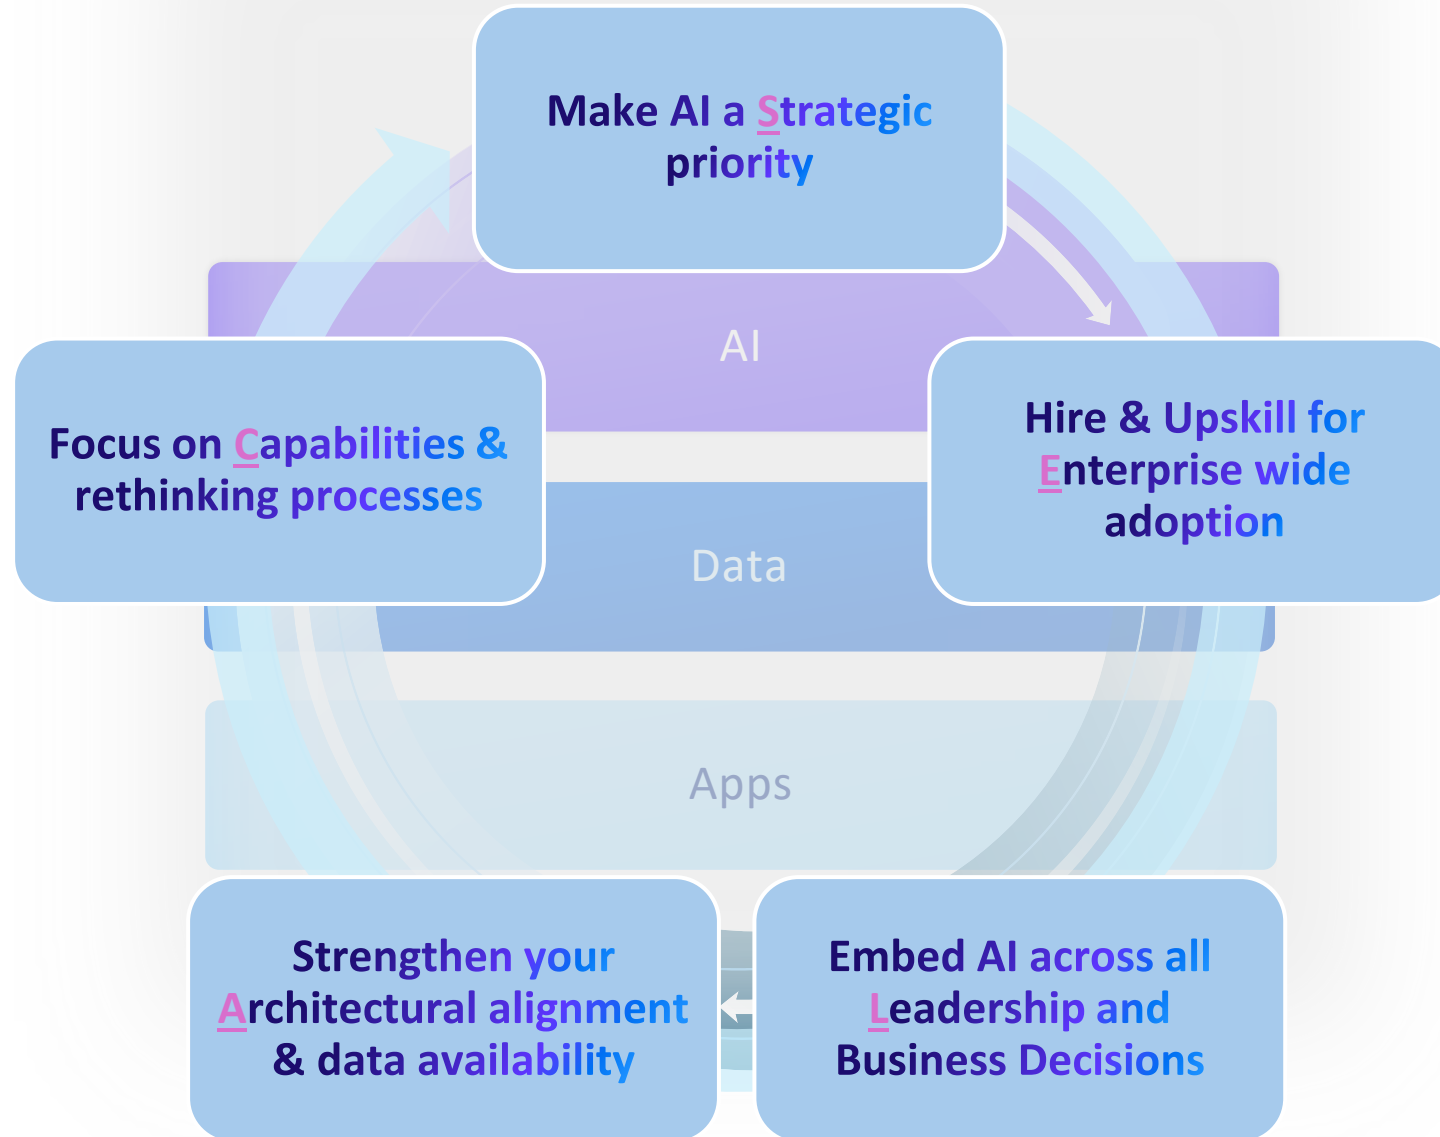 Make AI a Strategic
priority
AI
Focus on Capabilities &
rethinking processes
Hire & Upskill for
Enterprise wide
adoption
Data
Apps
Strengthen your
Architectural alignment
& data availability
Embed AI across all
Leadership and
Business Decisions